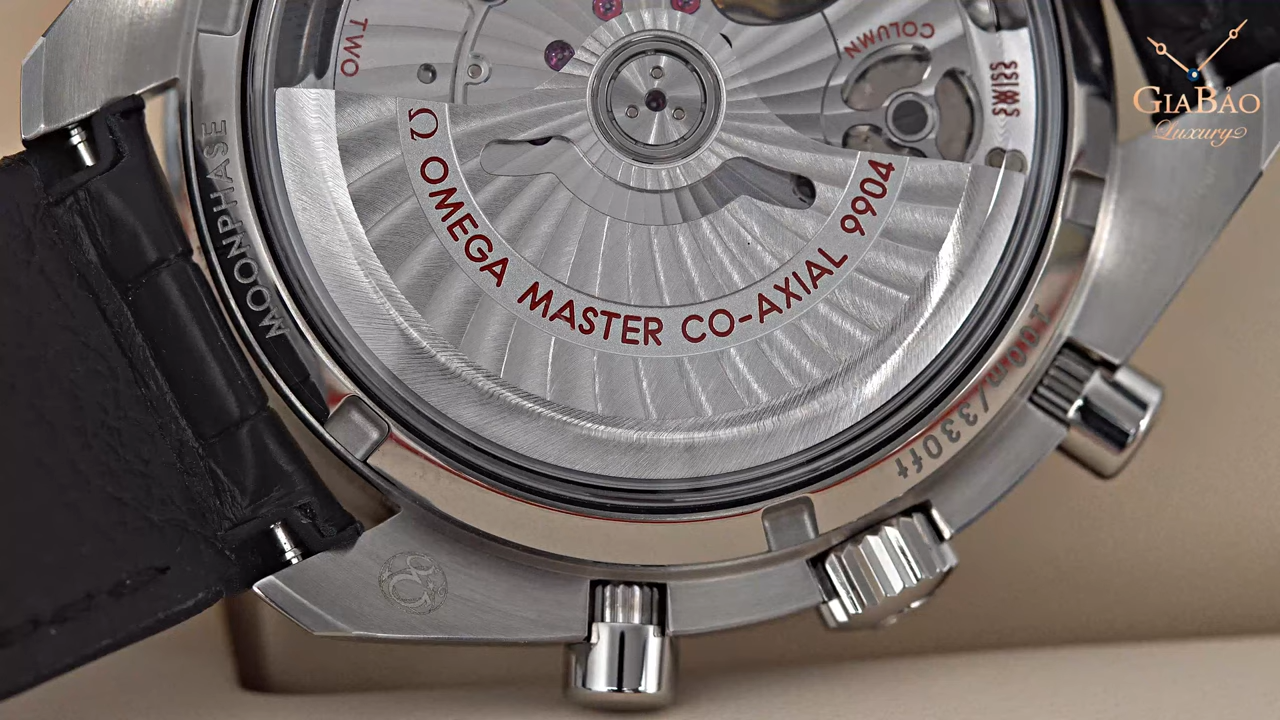 TWO
COLUMN
SWISS
GIABẢO
Luxury
MOONPHASE
Ω OMEGA MASTER CO-AXIAL 9904
100m/330ft